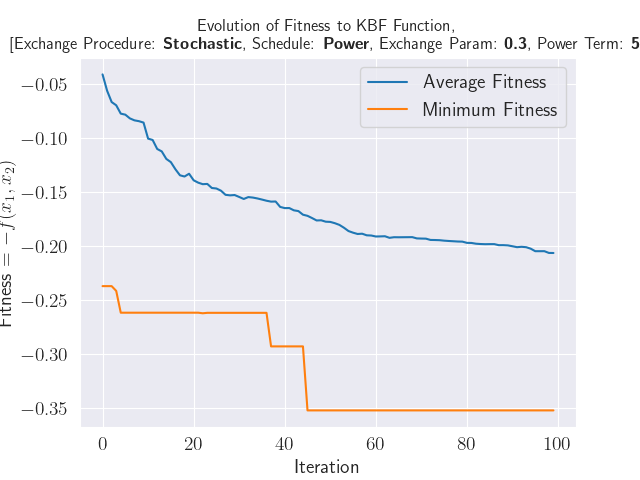 Evolution of Fitness to KBF Function,
[Exchange Procedure: Stochastic, Schedule: Power, Exchange Param: 0.3, Power Term: 5
Average Fitness
Minimum Fitness
Fitness = −f(x₁, x₂)
−0.05
−0.10
−0.15
−0.20
−0.25
−0.30
−0.35
0 20 40 60 80 100
Iteration